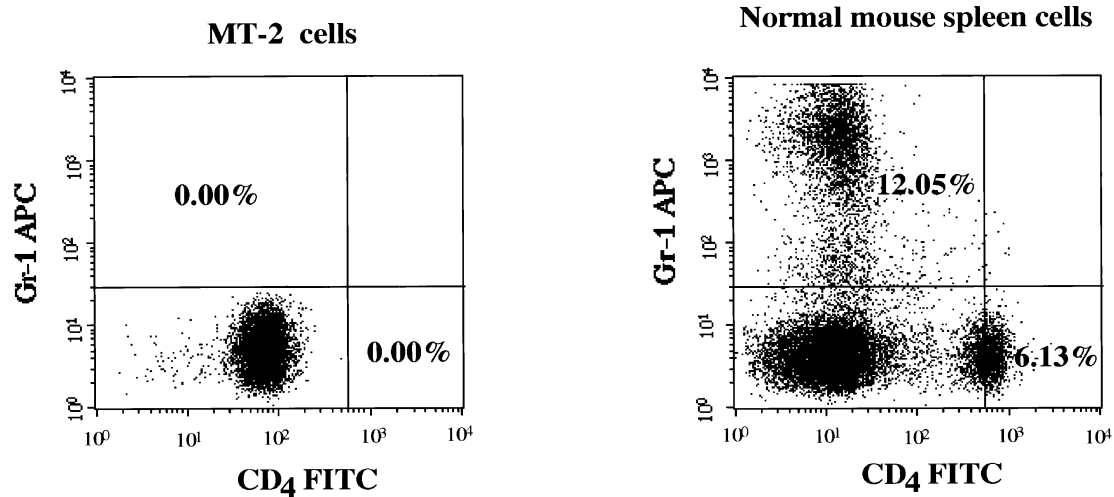 MT-2 cells
Normal mouse spleen cells
Gr-1 APC
10⁴
10³
10²
10¹
10⁰
0.00%
0.00%
10⁰ 10¹ 10² 10³ 10⁴
CD4 FITC
Gr-1 APC
10⁴
10³
10²
10¹
10⁰
12.05%
6.13%
10⁰ 10¹ 10² 10³ 10⁴
CD4 FITC